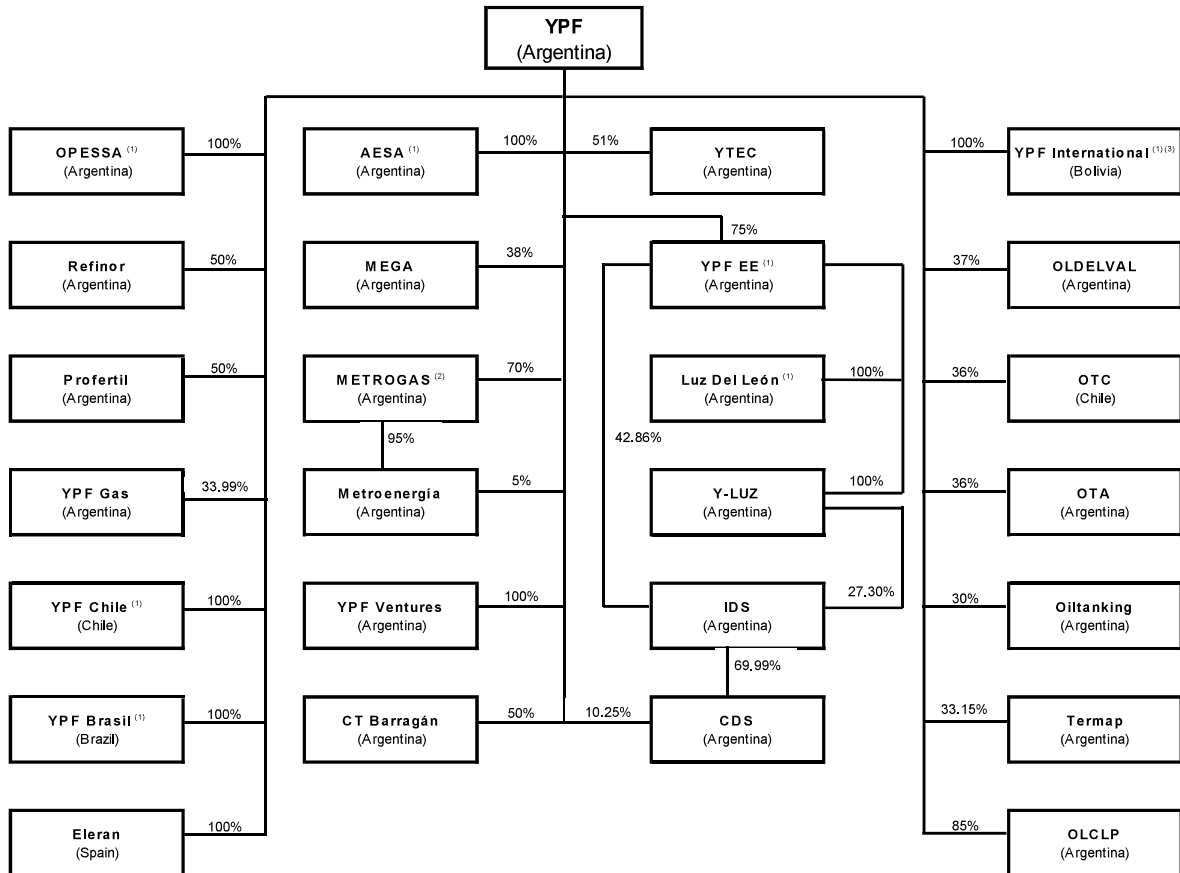 YPF
(Argentina)
OPESSA (1)
(Argentina)
100%
AESA (1)
(Argentina)
100%
51%
YTEC
(Argentina)
100%
YPF International (1) (3)
(Bolivia)
Refinor
(Argentina)
50%
MEGA
(Argentina)
38%
75%
YPF EE (1)
(Argentina)
37%
OLDELVAL
(Argentina)
Profertil
(Argentina)
50%
METROGAS (2)
(Argentina)
70%
Luz Del León (1)
(Argentina)
100%
36%
OTC
(Chile)
95%
42.86%
YPF Gas
(Argentina)
33.99%
Metroenergía
(Argentina)
5%
Y-LUZ
(Argentina)
100%
36%
OTA
(Argentina)
YPF Chile (1)
(Chile)
100%
YPF Ventures
(Argentina)
100%
IDS
(Argentina)
27.30%
30%
Oiltanking
(Argentina)
69.99%
YPF Brasil (1)
(Brazil)
100%
CT Barragán
(Argentina)
50%
10.25%
CDS
(Argentina)
33.15%
Termap
(Argentina)
Eleran
(Spain)
100%
85%
OLCLP
(Argentina)